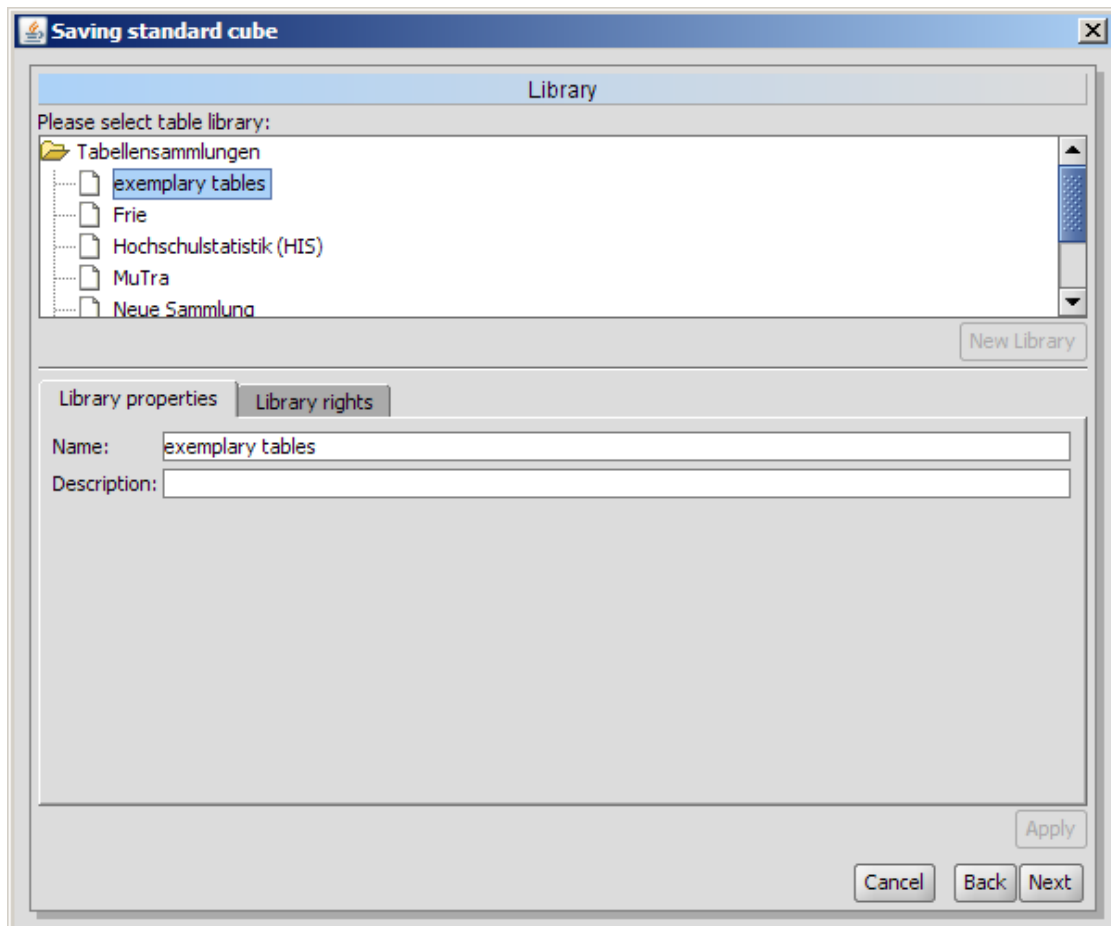 Saving standard cube
Library
Please select table library:
Tabellensammlungen
exemplary tables
Frie
Hochschulstatistik (HIS)
MuTra
Neue Sammlung
New Library
Library properties
Library rights
Name:
exemplary tables
Description:
Apply
Cancel
Back
Next